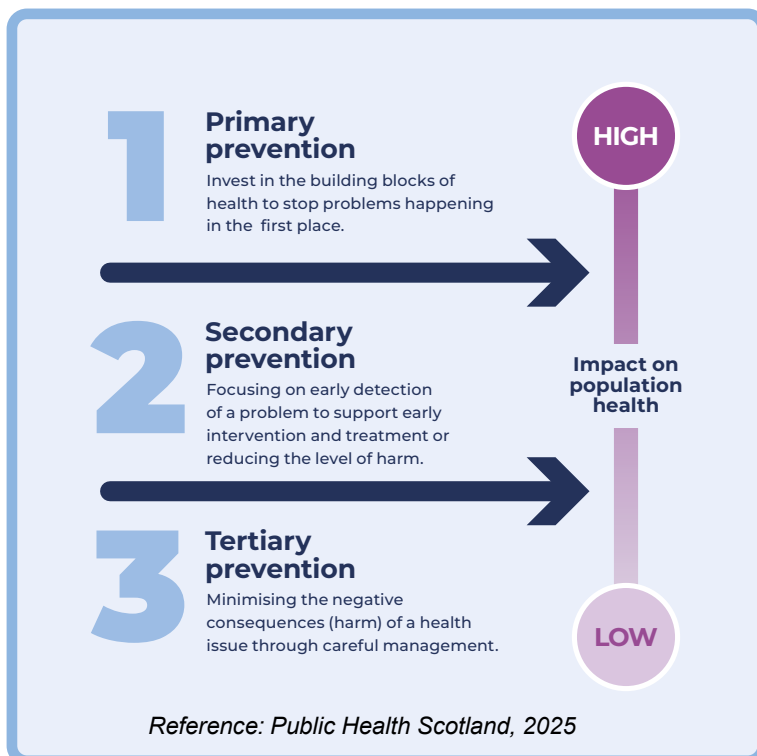 1
Primary
prevention
Invest in the building blocks of
health to stop problems happening
in the first place.
HIGH
2
Secondary
prevention
Focusing on early detection
of a problem to support early
intervention and treatment or
reducing the level of harm.
Impact on
population
health
3
Tertiary
prevention
Minimising the negative
consequences (harm) of a health
issue through careful management.
LOW
Reference: Public Health Scotland, 2025